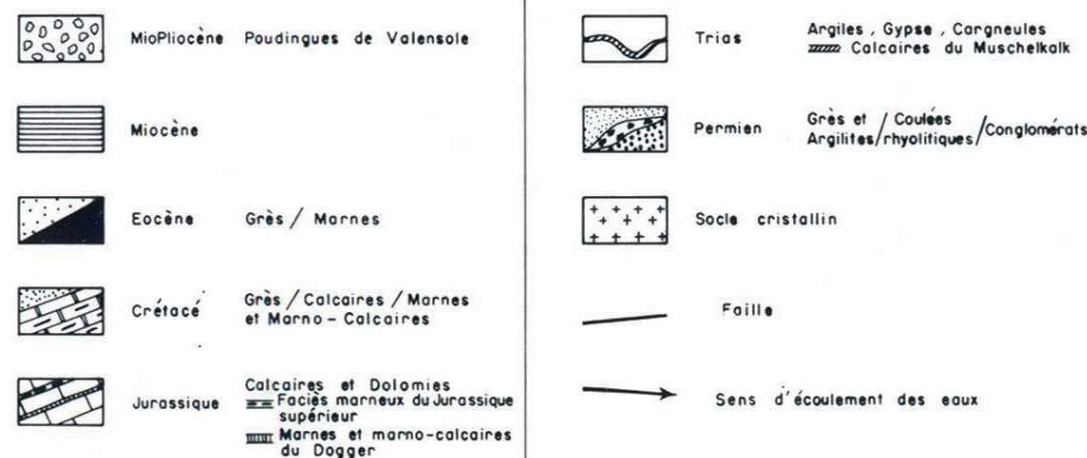 MioPliocène Poudingues de Valensole
Miocène
Eocène Grès / Marnes
Crétacé Grès / Calcaires / Marnes
et Marno-Calcaires
Jurassique Calcaires et Dolomies
Faciès marneux du Jurassique
supérieur
Marnes et marno-calcaires
du Dogger
Trias Argiles, Gypse, Cargneules
Calcaires du Muschelkalk
Permien Grès et / Coulées
Argilites / rhyolitiques / Conglomérats
Socle cristallin
Faille
Sens d'écoulement des eaux